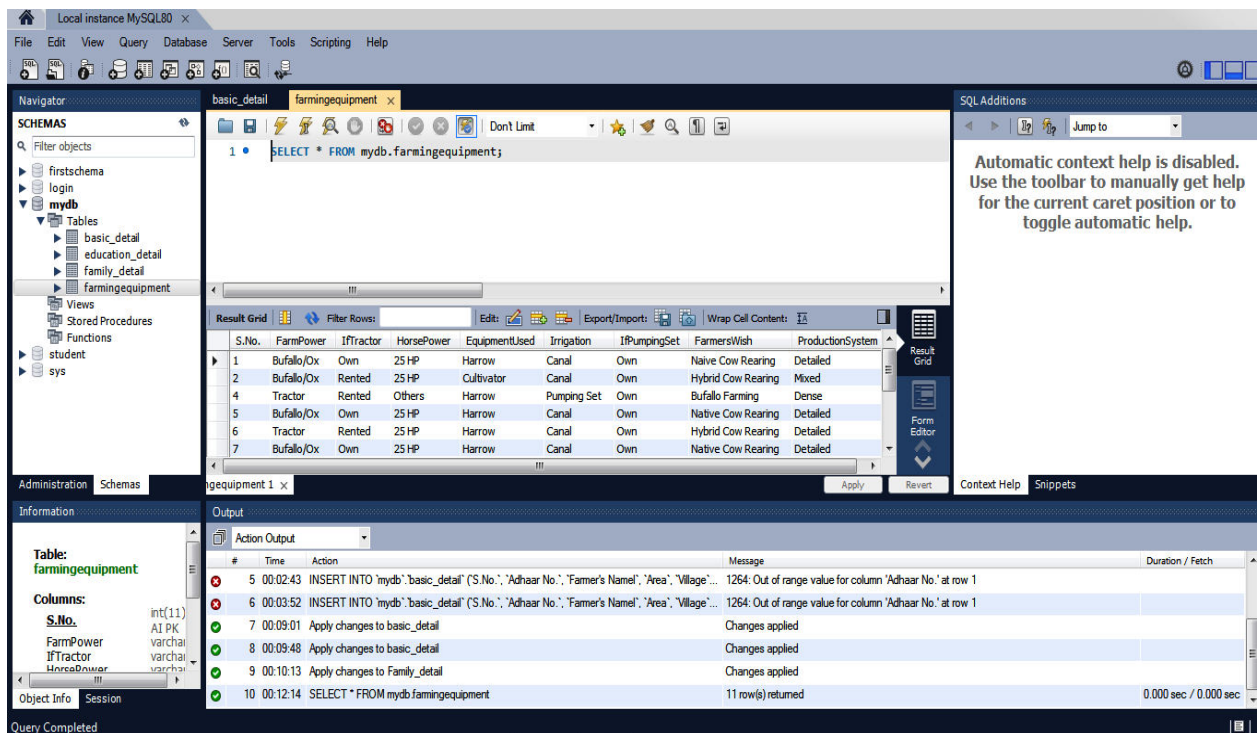 Local instance MySQL80 ×
File Edit View Query Database Server Tools Scripting Help
Navigator
SCHEMAS
Filter objects
firstschema
login
mydb
Tables
basic_detail
education_detail
family_detail
farmingequipment
Views
Stored Procedures
Functions
student
sys
Administration Schemas
basic_detail farmingequipment ×
Don't Limit
1 SELECT * FROM mydb.farmingequipment;
Result Grid Filter Rows: Edit: Export/Import: Wrap Cell Content:
S.No. FarmPower IfTractor HorsePower EquipmentUsed Irrigation IfPumpingSet FarmersWish ProductionSystem
1 Bufallo/Ox Own 25 HP Harrow Canal Own Naive Cow Rearing Detailed
2 Bufallo/Ox Rented 25 HP Cultivator Canal Own Hybrid Cow Rearing Mixed
4 Tractor Rented Others Harrow Pumping Set Own Bufallo Farming Dense
5 Bufallo/Ox Own 25 HP Harrow Canal Own Native Cow Rearing Detailed
6 Tractor Rented 25 HP Harrow Canal Own Hybrid Cow Rearing Detailed
7 Bufallo/Ox Own 25 HP Harrow Canal Own Native Cow Rearing Detailed
Result Grid
Form Editor
ngequipment 1 ×
Apply Revert
SQL Additions
Jump to
Automatic context help is disabled.
Use the toolbar to manually get help
for the current caret position or to
toggle automatic help.
Context Help Snippets
Information
Table:
farmingequipment
Columns:
S.No. int(11) AI PK
FarmPower varchar
IfTractor varchar
HorsePower varchar
Object Info Session
Output
Action Output
# Time Action Message Duration / Fetch
5 00:02:43 INSERT INTO `mydb`.`basic_detail` (`S.No.`, `Adhaar No.`, `Farmer's Namel`, `Area`, `Village`... 1264: Out of range value for column 'Adhaar No.' at row 1
6 00:03:52 INSERT INTO `mydb`.`basic_detail` (`S.No.`, `Adhaar No.`, `Farmer's Namel`, `Area`, `Village`... 1264: Out of range value for column 'Adhaar No.' at row 1
7 00:09:01 Apply changes to basic_detail Changes applied
8 00:09:48 Apply changes to basic_detail Changes applied
9 00:10:13 Apply changes to Family_detail Changes applied
10 00:12:14 SELECT * FROM mydb.farmingequipment 11 row(s) returned 0.000 sec / 0.000 sec
Query Completed